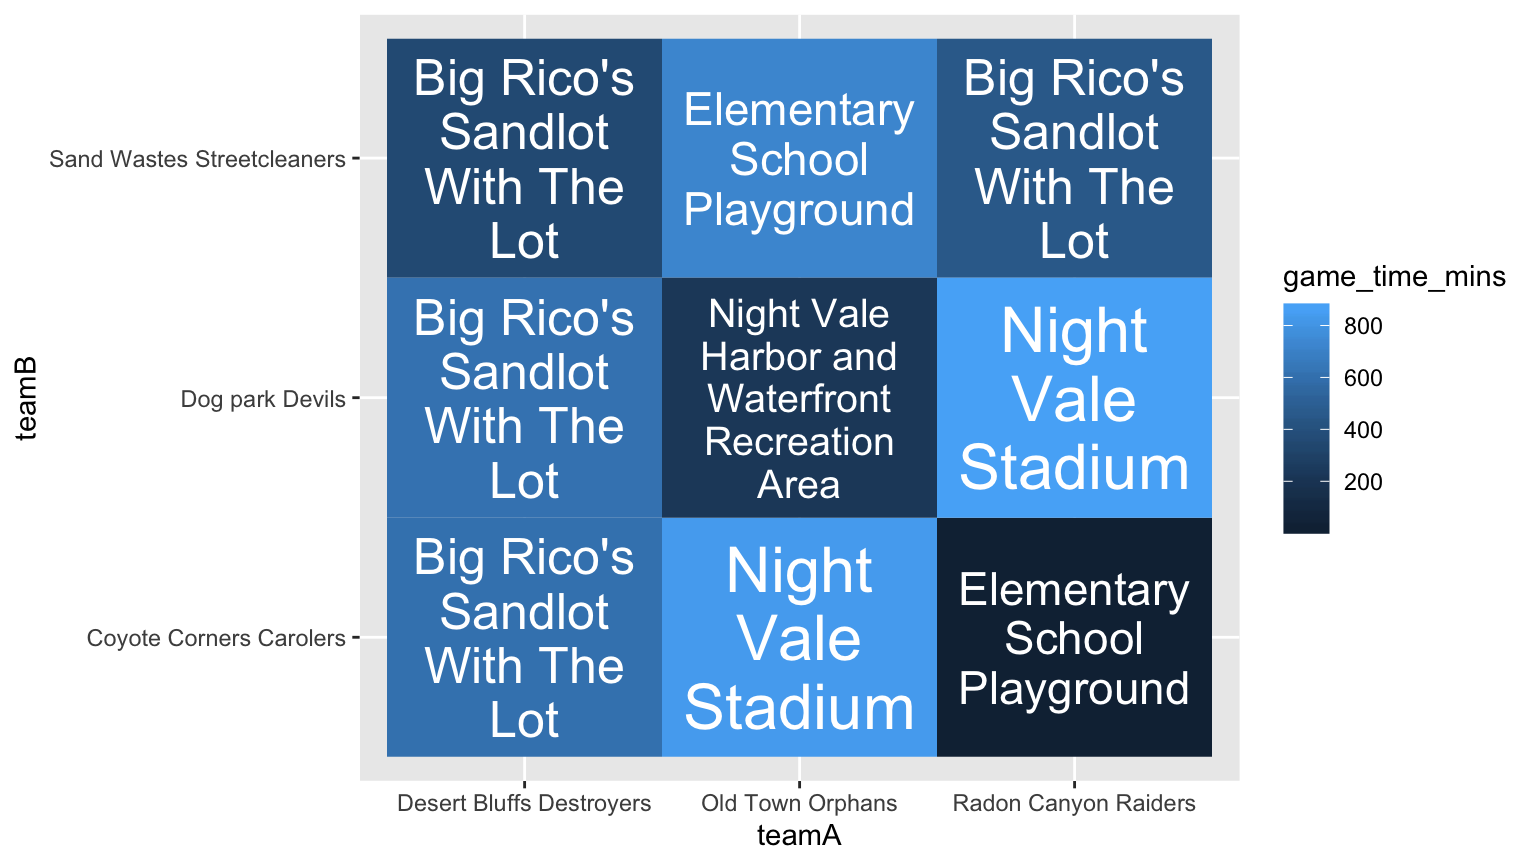 Big Rico's
Sandlot
With The
Lot
Elementary
School
Playground
Big Rico's
Sandlot
With The
Lot
Big Rico's
Sandlot
With The
Lot
Night Vale
Harbor and
Waterfront
Recreation
Area
Night
Vale
Stadium
Big Rico's
Sandlot
With The
Lot
Night
Vale
Stadium
Elementary
School
Playground
Sand Wastes Streetcleaners
Dog park Devils
Coyote Corners Carolers
teamB
Desert Bluffs Destroyers
Old Town Orphans
Radon Canyon Raiders
teamA
game_time_mins
800
600
400
200